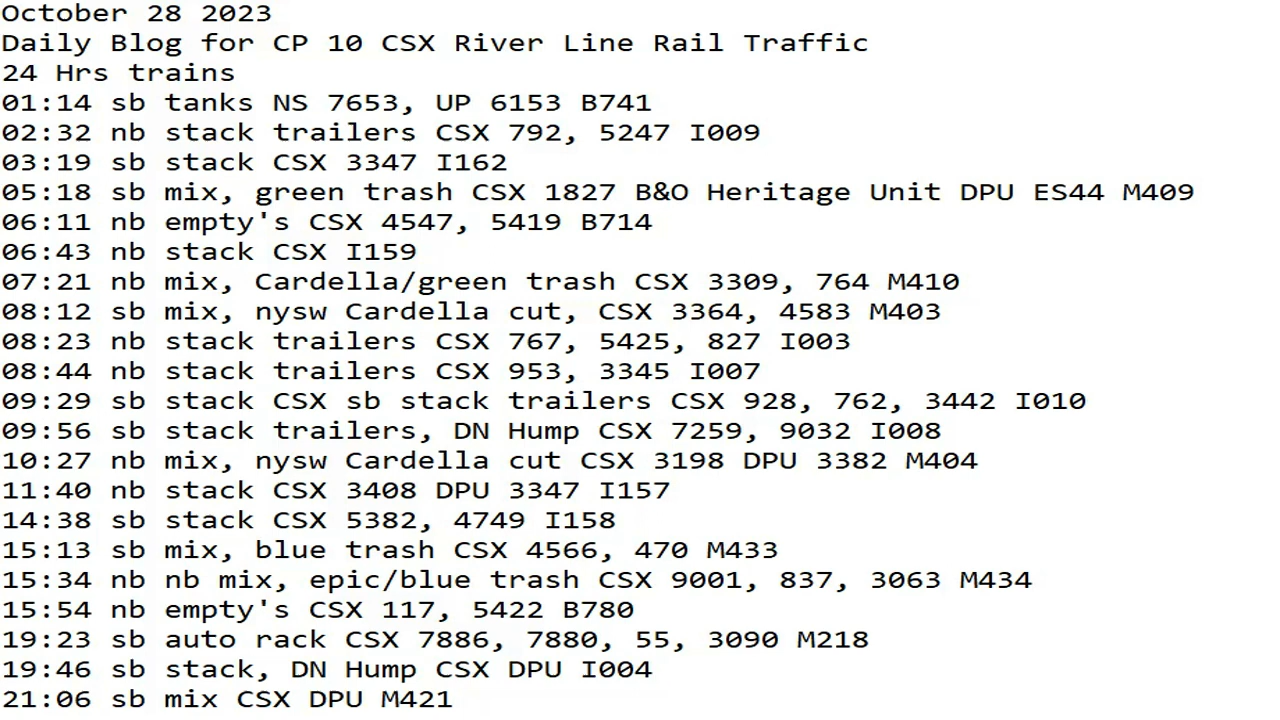 October 28 2023
Daily Blog for CP 10 CSX River Line Rail Traffic
24 Hrs trains
01:14 sb tanks NS 7653, UP 6153 B741
02:32 nb stack trailers CSX 792, 5247 I009
03:19 sb stack CSX 3347 I162
05:18 sb mix, green trash CSX 1827 B&O Heritage Unit DPU ES44 M409
06:11 nb empty's CSX 4547, 5419 B714
06:43 nb stack CSX I159
07:21 nb mix, Cardella/green trash CSX 3309, 764 M410
08:12 sb mix, nysw Cardella cut, CSX 3364, 4583 M403
08:23 nb stack trailers CSX 767, 5425, 827 I003
08:44 nb stack trailers CSX 953, 3345 I007
09:29 sb stack CSX sb stack trailers CSX 928, 762, 3442 I010
09:56 sb stack trailers, DN Hump CSX 7259, 9032 I008
10:27 nb mix, nysw Cardella cut CSX 3198 DPU 3382 M404
11:40 nb stack CSX 3408 DPU 3347 I157
14:38 sb stack CSX 5382, 4749 I158
15:13 sb mix, blue trash CSX 4566, 470 M433
15:34 nb nb mix, epic/blue trash CSX 9001, 837, 3063 M434
15:54 nb empty's CSX 117, 5422 B780
19:23 sb auto rack CSX 7886, 7880, 55, 3090 M218
19:46 sb stack, DN Hump CSX DPU I004
21:06 sb mix CSX DPU M421